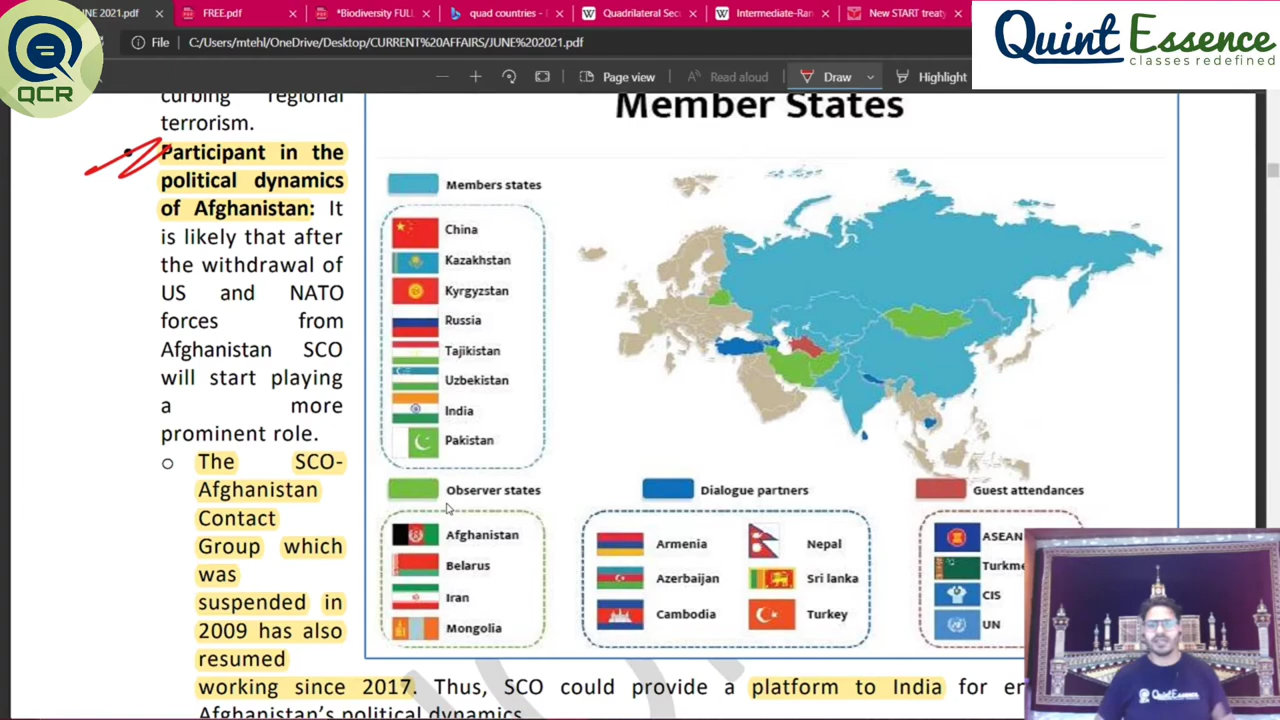 JUNE 2021.pdf
FREE.pdf
*Biodiversity FULL
quad countries -
Quadrilateral Sec
Intermediate-Ran
New START treaty
File
C:/Users/mtehl/OneDrive/Desktop/CURRENT%20AFFAIRS/JUNE%202021.pdf
Page view
Read aloud
Draw
Highlight
QCR
Quint Essence
classes redefined
curbing regional
terrorism.
Participant in the
political dynamics
of Afghanistan: It
is likely that after
the withdrawal of
US and NATO
forces from
Afghanistan SCO
will start playing
a more
prominent role.
The SCO-
Afghanistan
Contact
Group which
was
suspended in
2009 has also
resumed
working since 2017. Thus, SCO could provide a platform to India for
Afghanistan's political dynamics.
Member States
Members states
China
Kazakhstan
Kyrgyzstan
Russia
Tajikistan
Uzbekistan
India
Pakistan
Observer states
Afghanistan
Belarus
Iran
Mongolia
Dialogue partners
Armenia
Azerbaijan
Cambodia
Nepal
Sri lanka
Turkey
Guest attendances
ASEAN
Turkme
CIS
UN
QuintEssence